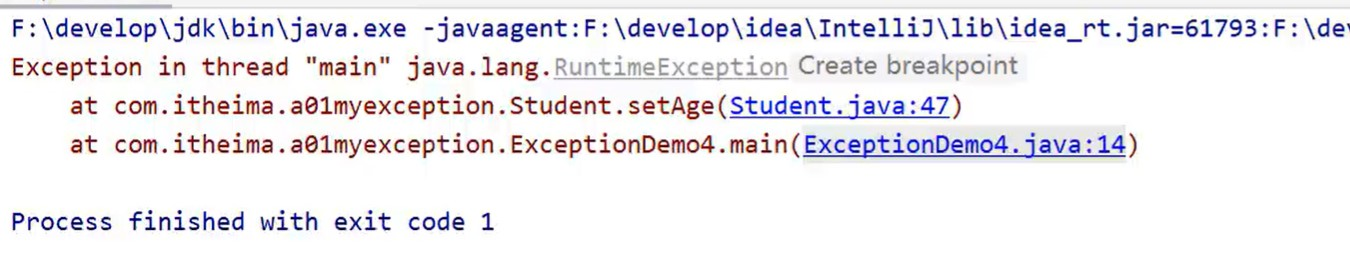 F:\develop\jdk\bin\java.exe -javaagent:F:\develop\idea\IntelliJ\lib\idea_rt.jar=61793:F:\de
Exception in thread "main" java.lang.RuntimeException Create breakpoint
at com.itheima.a01myexception.Student.setAge(Student.java:47)
at com.itheima.a01myexception.ExceptionDemo4.main(ExceptionDemo4.java:14)
Process finished with exit code 1